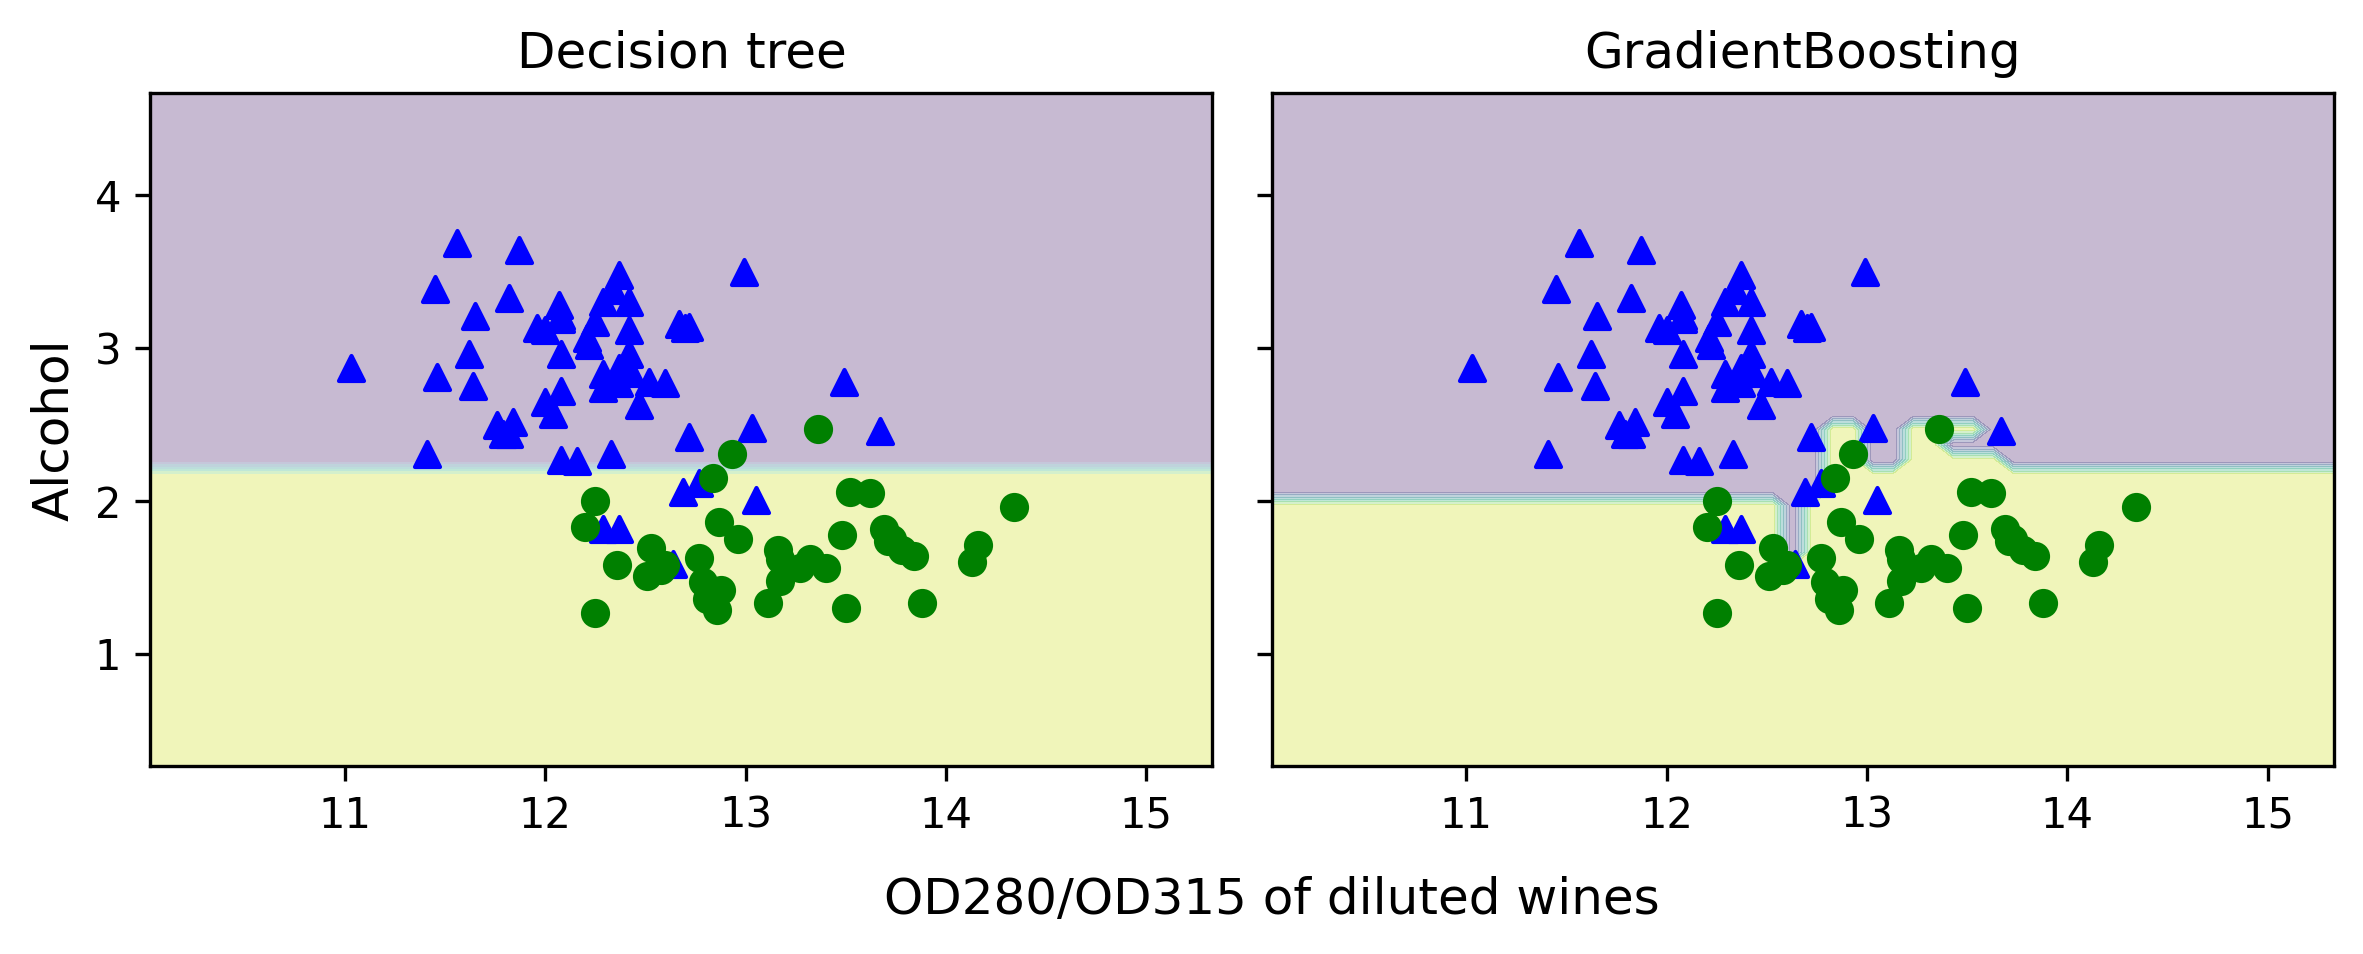 Decision tree
GradientBoosting
Alcohol
4
3
2
1
11 12 13 14 15
11 12 13 14 15
OD280/OD315 of diluted wines